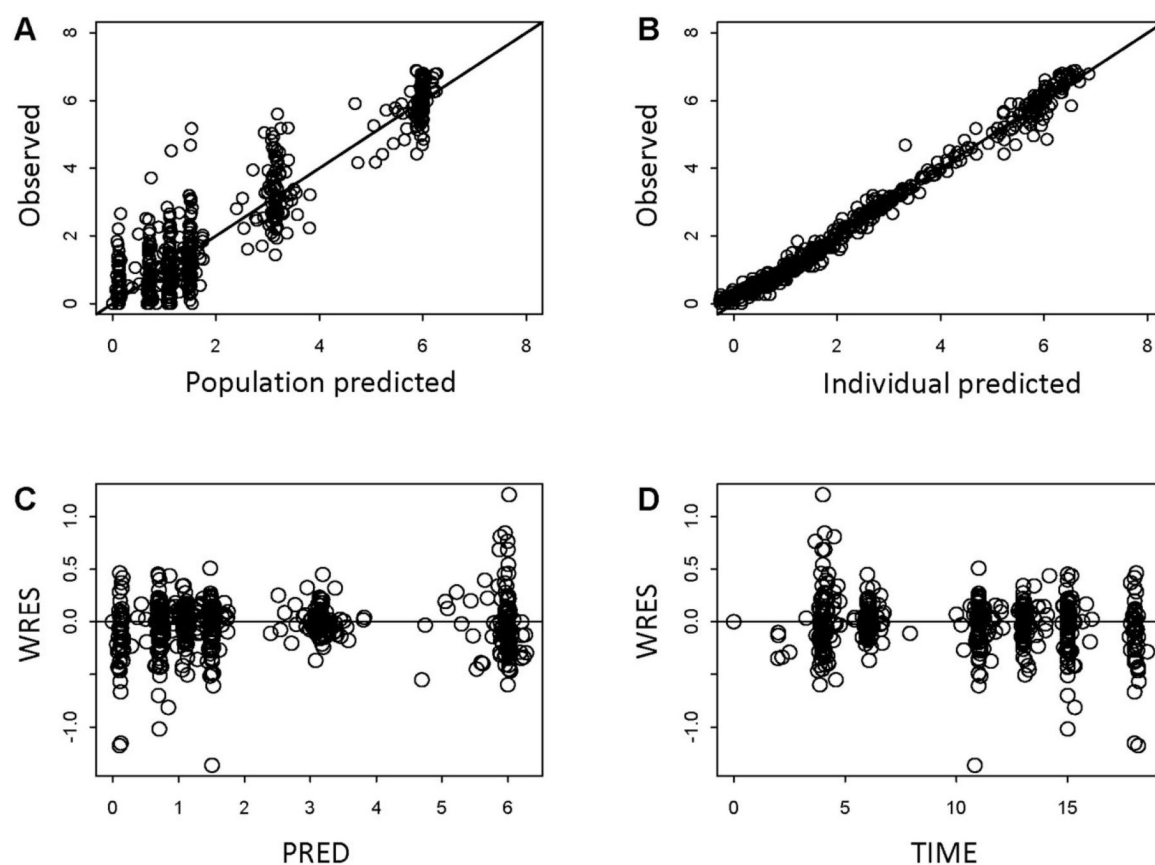 A
B
8
6
4
2
0
Observed
0 2 4 6 8
Population predicted
8
6
4
2
0
Observed
0 2 4 6 8
Individual predicted
C
D
1.0
0.5
0.0
-1.0
WRES
0 1 2 3 4 5 6
PRED
1.0
0.5
0.0
-1.0
WRES
0 5 10 15
TIME